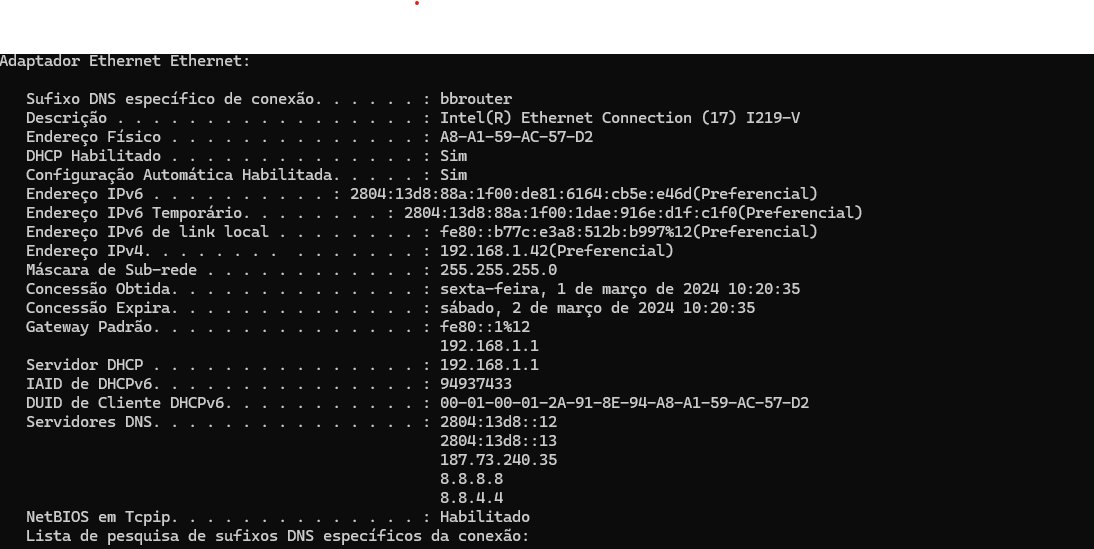 Adaptador Ethernet Ethernet:
Sufixo DNS específico de conexão. . . . . . : bbrouter
Descrição . . . . . . . . . . . . . . . . . : Intel(R) Ethernet Connection (17) I219-V
Endereço Físico . . . . . . . . . . . . . . : A8-A1-59-AC-57-D2
DHCP Habilitado . . . . . . . . . . . . . . : Sim
Configuração Automática Habilitada. . . . . : Sim
Endereço IPv6 . . . . . . . . . . : 2804:13d8:88a:1f00:de81:6164:cb5e:e46d(Preferencial)
Endereço IPv6 Temporário. . . . . . . . : 2804:13d8:88a:1f00:1dae:916e:d1f:c1f0(Preferencial)
Endereço IPv6 de link local . . . . . . . . : fe80::b77c:e3a8:512b:b997%12(Preferencial)
Endereço IPv4. . . . . . . .  . . . . . . . : 192.168.1.42(Preferencial)
Máscara de Sub-rede . . . . . . . . . . . . : 255.255.255.0
Concessão Obtida. . . . . . . . . . . . . . : sexta-feira, 1 de março de 2024 10:20:35
Concessão Expira. . . . . . . . . . . . . . : sábado, 2 de março de 2024 10:20:35
Gateway Padrão. . . . . . . . . . . . . . . : fe80::1%12
192.168.1.1
Servidor DHCP . . . . . . . . . . . . . . . : 192.168.1.1
IAID de DHCPv6. . . . . . . . . . . . . . . : 94937433
DUID de Cliente DHCPv6. . . . . . . . . . . : 00-01-00-01-2A-91-8E-94-A8-A1-59-AC-57-D2
Servidores DNS. . . . . . . . . . . . . . . : 2804:13d8::12
2804:13d8::13
187.73.240.35
8.8.8.8
8.8.4.4
NetBIOS em Tcpip. . . . . . . . . . . . . . : Habilitado
Lista de pesquisa de sufixos DNS específicos da conexão: